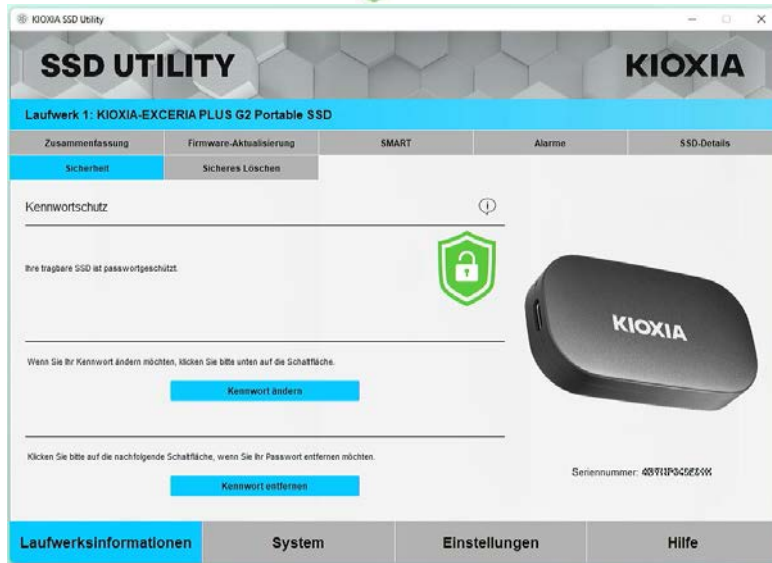 KIOXIA SSD Utility
SSD UTILITY
KIOXIA
Laufwerk 1: KIOXIA-EXCERIA PLUS G2 Portable SSD
Zusammenfassung Firmware-Aktualisierung SMART Alarme SSD-Details
Sicherheit Sicheres Löschen
Kennwortschutz
Ihre tragbare SSD ist passwortgeschützt.
KIOXIA
Wenn Sie Ihr Kennwort ändern möchten, klicken Sie bitte unten auf die Schaltfläche.
Kennwort ändern
Klicken Sie bitte auf die nachfolgende Schaltfläche, wenn Sie Ihr Passwort entfernen möchten.
Seriennummer:
Kennwort entfernen
Laufwerksinformationen System Einstellungen Hilfe